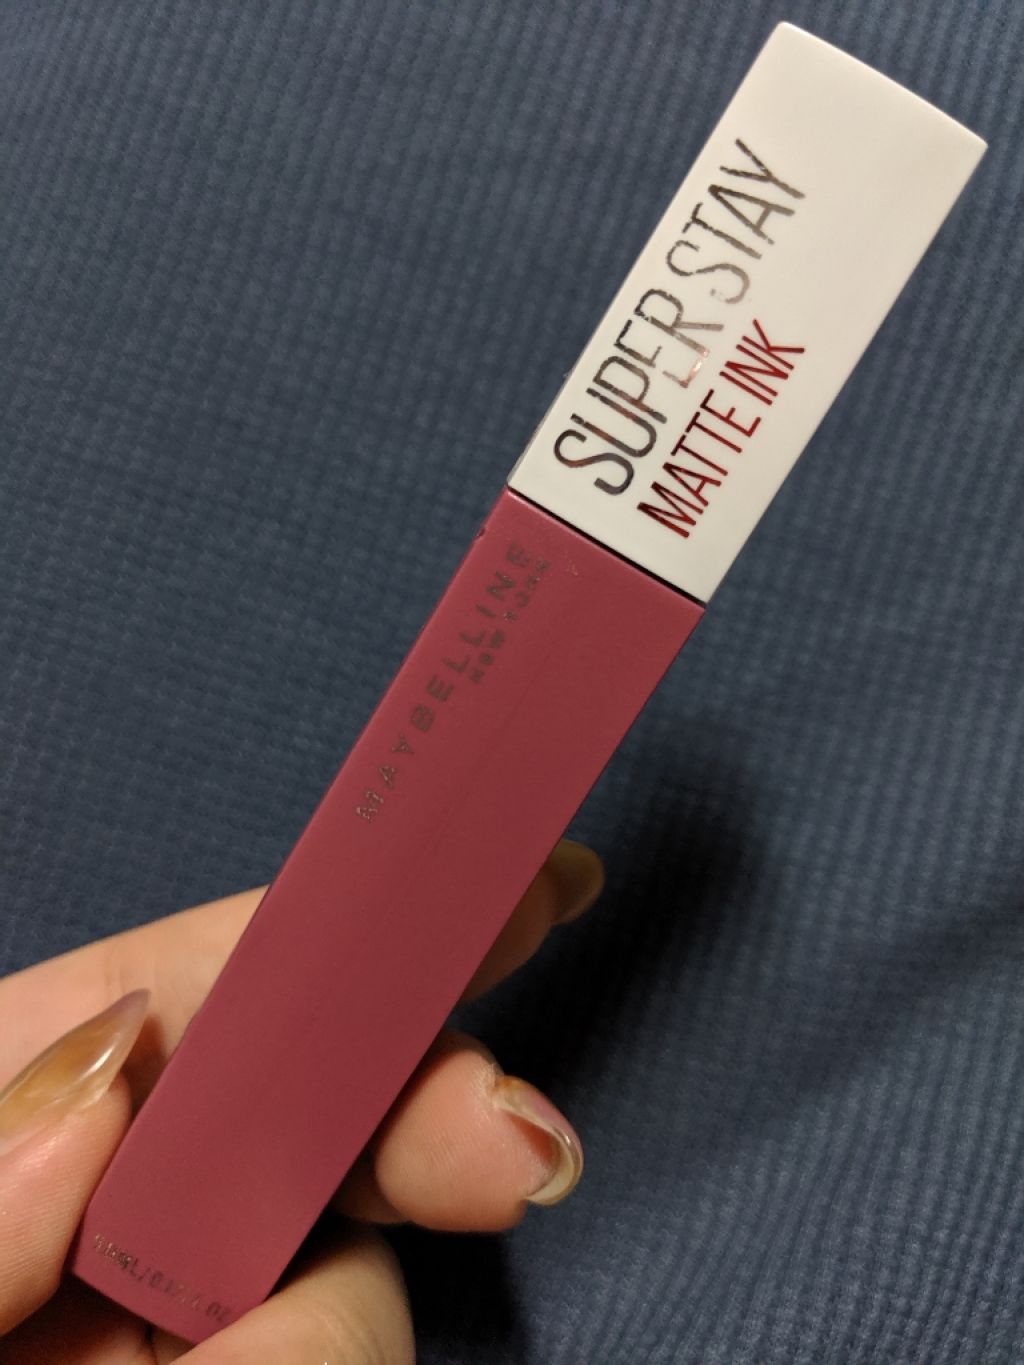 SUPER STAY
MATTE INK
MAYBELLINE
NEW YORK